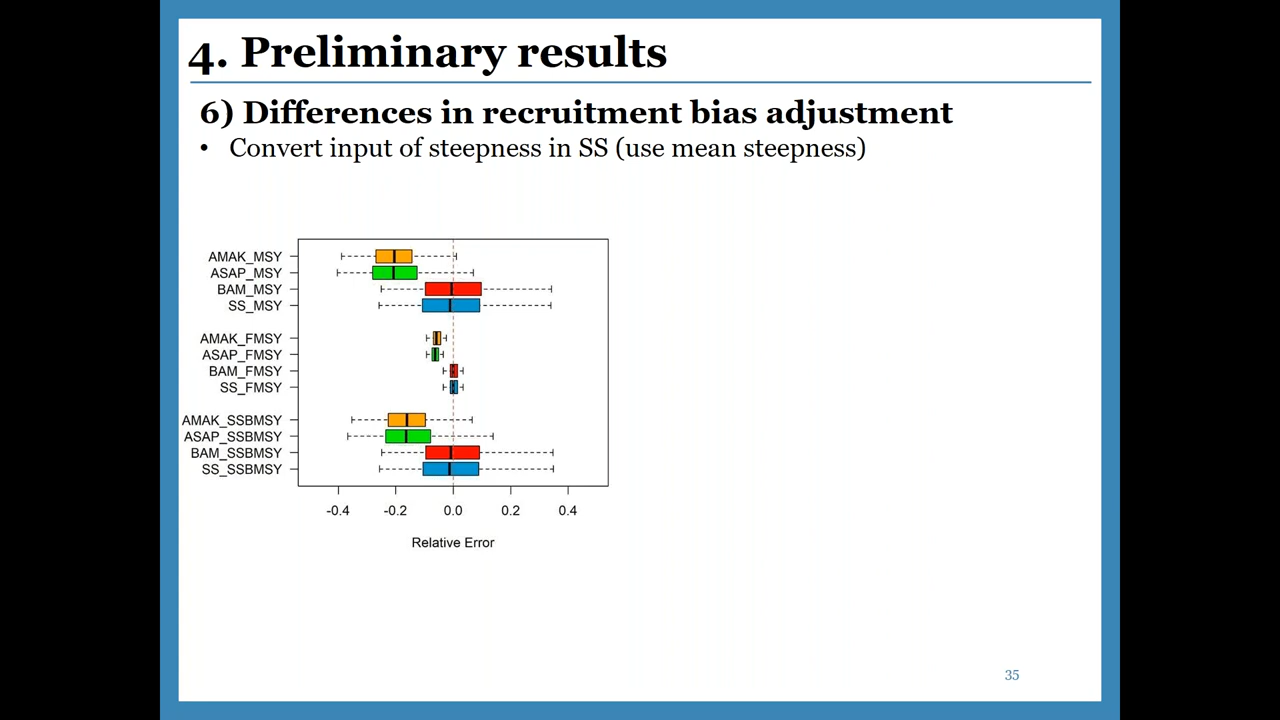 4. Preliminary results
6) Differences in recruitment bias adjustment
• Convert input of steepness in SS (use mean steepness)
AMAK_MSY
ASAP_MSY
BAM_MSY
SS_MSY
AMAK_FMSY
ASAP_FMSY
BAM_FMSY
SS_FMSY
AMAK_SSBMSY
ASAP_SSBMSY
BAM_SSBMSY
SS_SSBMSY
-0.4 -0.2 0.0 0.2 0.4
Relative Error
35